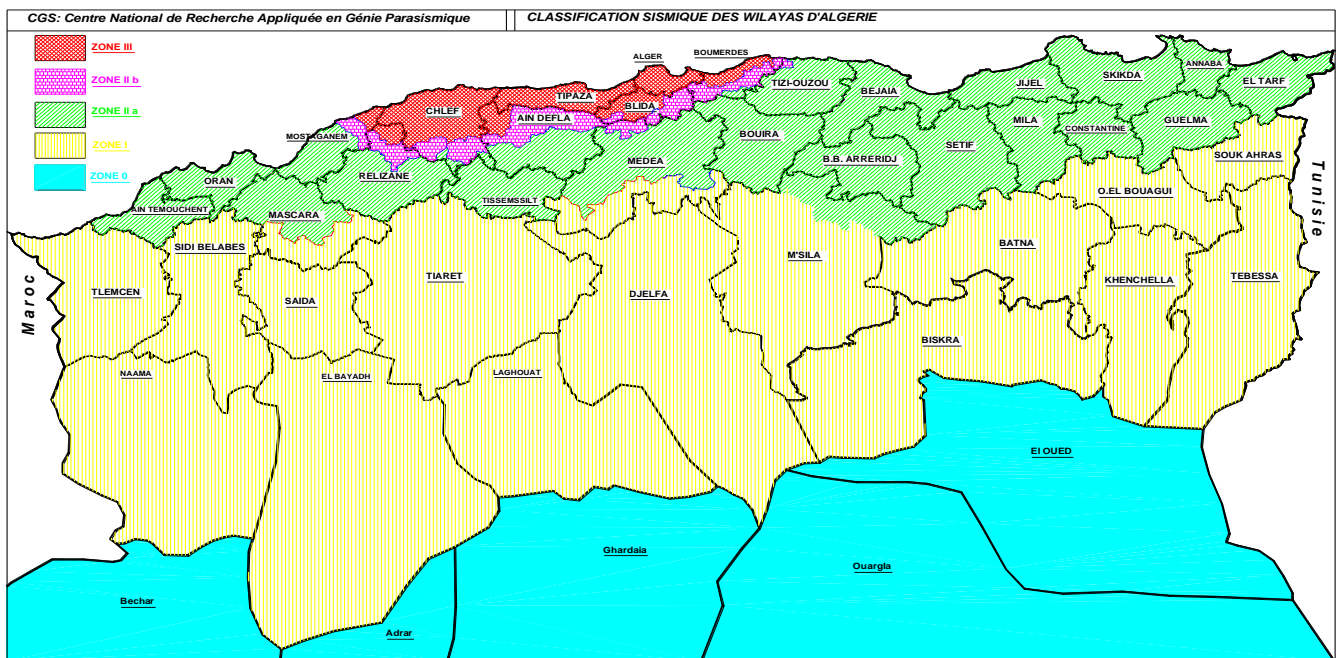 CGS: Centre National de Recherche Appliquée en Génie Parasismique
CLASSIFICATION SISMIQUE DES WILAYAS D'ALGERIE
ZONE III
ZONE II b
ZONE II a
ZONE I
ZONE 0
ALGER
BOUMERDES
TIPAZA
BLIDA
CHLEF
AIN DEFLA
TIZI-OUZOU
BEJAIA
JIJEL
SKIKDA
ANNABA
EL TARF
MOSTAGANEM
BOUIRA
MILA
CONSTANTINE
GUELMA
ORAN
RELIZANE
MEDEA
B.B. ARRERIDJ
SETIF
SOUK AHRAS
AIN TEMOUCHENT
MASCARA
TISSEMSSILT
O.EL BOUAGUI
Tunisie
SIDI BELABES
BATNA
M'SILA
TIARET
TLEMCEN
SAIDA
DJELFA
KHENCHELLA
TEBESSA
Maroc
BISKRA
NAAMA
EL BAYADH
LAGHOUAT
El OUED
Ghardaia
Ouargla
Bechar
Adrar